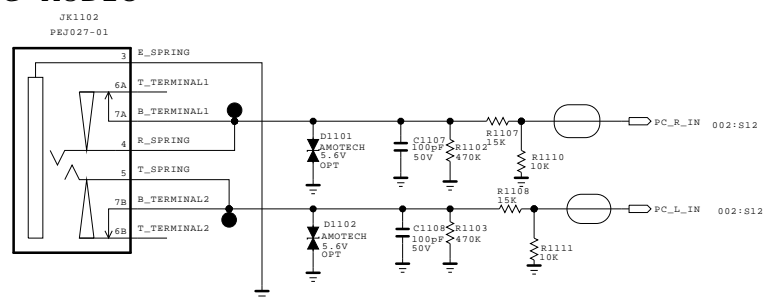 JK1102
PEJ027-01
3 E_SPRING
6A T_TERMINAL1
7A B_TERMINAL1
4 R_SPRING
5 T_SPRING
7B B_TERMINAL2
6B T_TERMINAL2
D1101
AMOTECH
5.6V
OPT
C1107
100pF
50V
R1102
470K
R1107
15K
R1110
10K
PC_R_IN 002:S12
D1102
AMOTECH
5.6V
OPT
C1108
100pF
50V
R1103
470K
R1108
15K
R1111
10K
PC_L_IN 002:S12